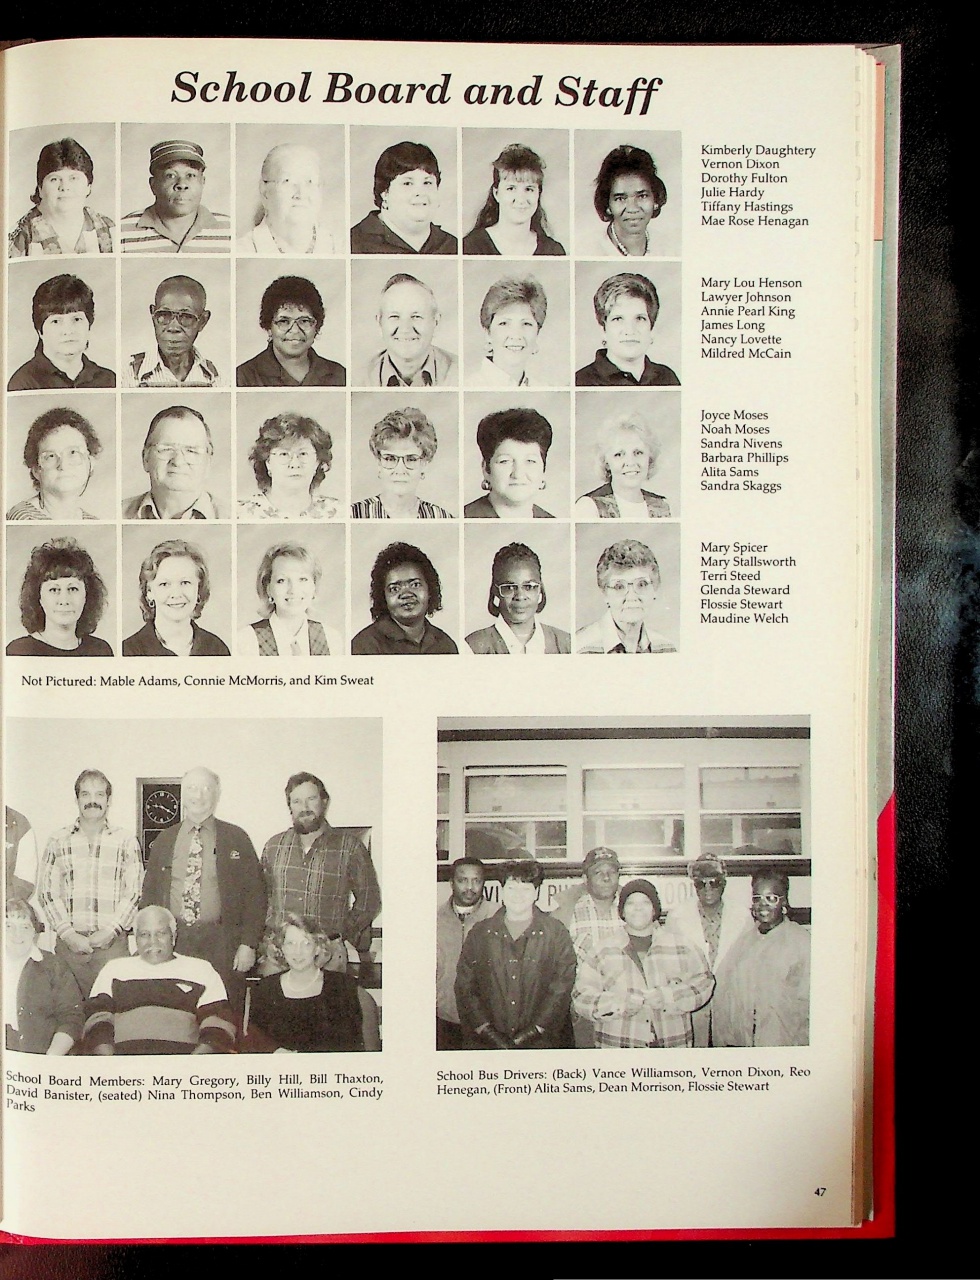 School Board and Staff
Kimberly Daughtery
Vernon Dixon
Dorothy Fulton
Julie Hardy
Tiffany Hastings
Mae Rose Henagan
Mary Lou Henson
Lawyer Johnson
Annie Pearl King
James Long
Nancy Lovette
Mildred McCain
Joyce Moses
Noah Moses
Sandra Nivens
Barbara Phillips
Alita Sams
Sandra Skaggs
Mary Spicer
Mary Stallsworth
Terri Steed
Glenda Steward
Flossie Stewart
Maudine Welch
Not Pictured: Mable Adams, Connie McMorris, and Kim Sweat
School Board Members: Mary Gregory, Billy Hill, Bill Thaxton,
David Banister, (seated) Nina Thompson, Ben Williamson, Cindy
Parks
School Bus Drivers: (Back) Vance Williamson, Vernon Dixon, Reo
Henegan, (Front) Alita Sams, Dean Morrison, Flossie Stewart
47